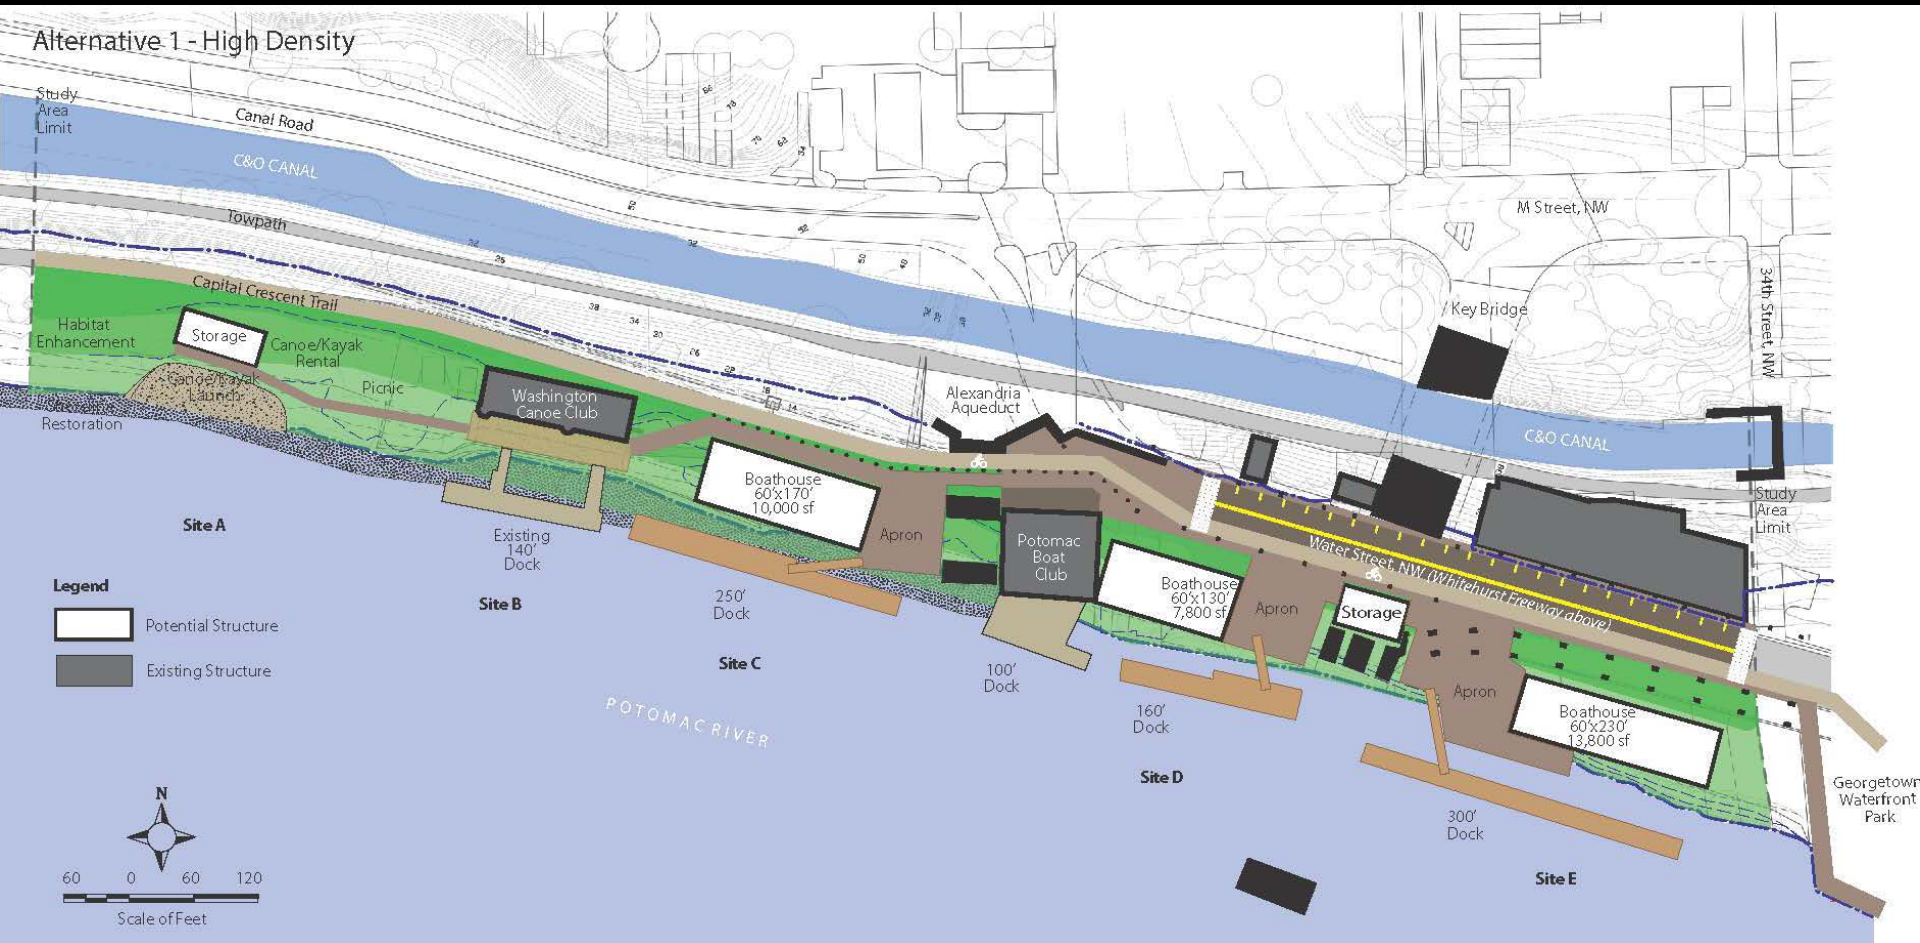 Alternative 1 - High Density
Study
Area
Limit
Canal Road
C&O CANAL
Towpath
Capital Crescent Trail
Habitat
Enhancement
Storage
Canoe/Kayak
Rental
Canoe/Kayak
Launch
Picnic
Restoration
Washington
Canoe Club
Alexandria
Aqueduct
M Street, NW
Key Bridge
34th Street, NW
C&O CANAL
Study
Area
Limit
Boathouse
60'x170'
10,000 sf
Apron
Potomac
Boat
Club
Boathouse
60'x130'
7,800 sf
Apron
Storage
Water Street, NW (Whitehurst Freeway above)
Apron
Boathouse
60'x230'
13,800 sf
Georgetown
Waterfront
Park
Site A
Existing
140'
Dock
Site B
250'
Dock
Site C
100'
Dock
160'
Dock
Site D
300'
Dock
Site E
POTOMAC RIVER
Legend
Potential Structure
Existing Structure
N
60 0 60 120
Scale of Feet